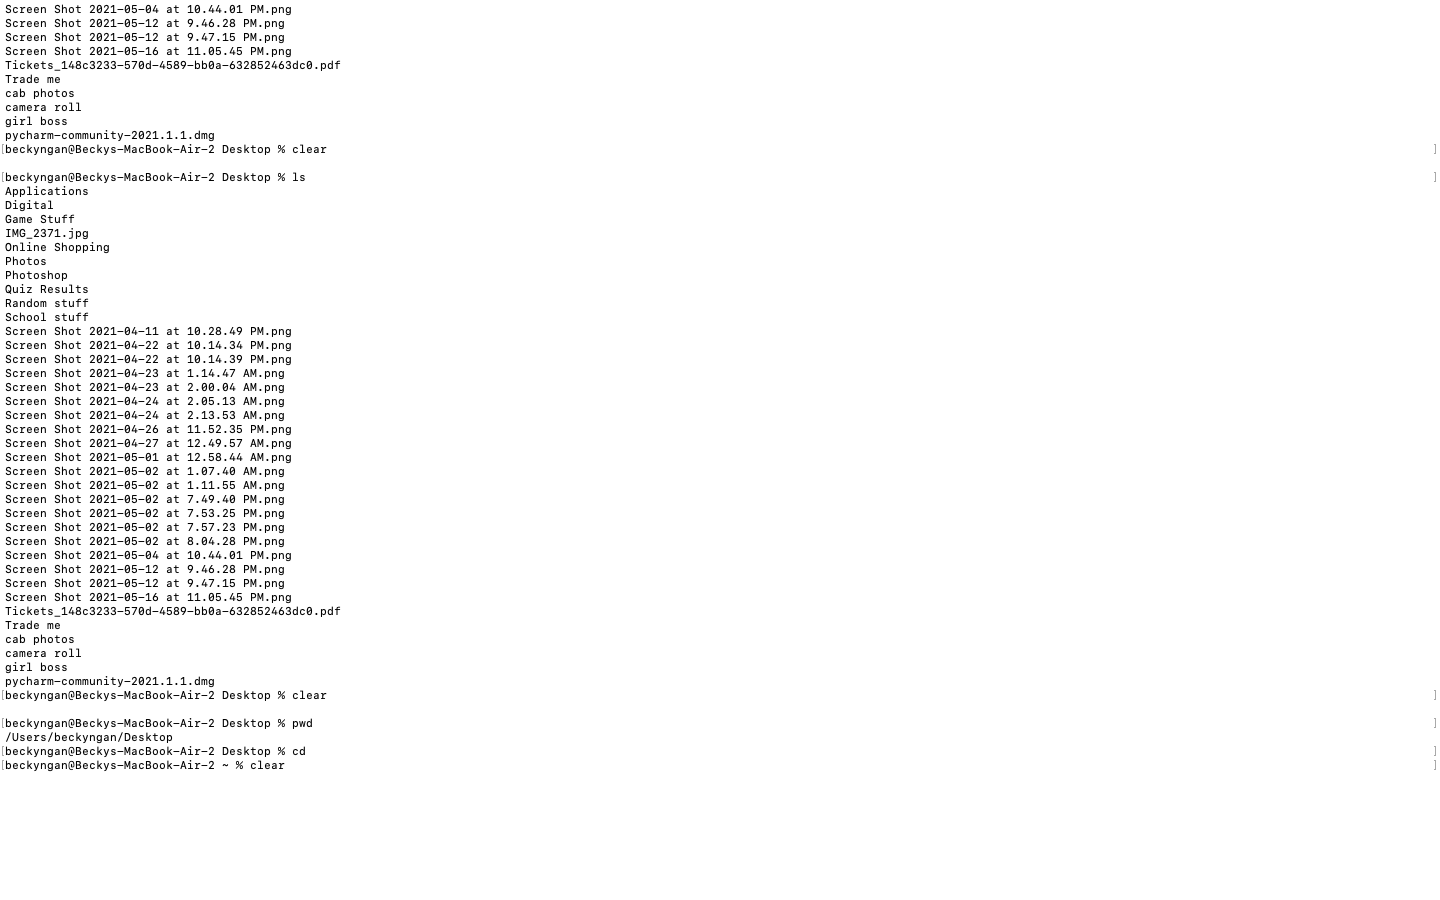 Screen Shot 2021-05-04 at 10.44.01 PM.png
Screen Shot 2021-05-12 at 9.46.28 PM.png
Screen Shot 2021-05-12 at 9.47.15 PM.png
Screen Shot 2021-05-16 at 11.05.45 PM.png
Tickets_148c3233-570d-4589-bb0a-632852463dc0.pdf
Trade me
cab photos
camera roll
girl boss
pycharm-community-2021.1.1.dmg
[beckyngan@Beckys-MacBook-Air-2 Desktop % clear ]
[beckyngan@Beckys-MacBook-Air-2 Desktop % ls ]
Applications
Digital
Game Stuff
IMG_2371.jpg
Online Shopping
Photos
Photoshop
Quiz Results
Random stuff
School stuff
Screen Shot 2021-04-11 at 10.28.49 PM.png
Screen Shot 2021-04-22 at 10.14.34 PM.png
Screen Shot 2021-04-22 at 10.14.39 PM.png
Screen Shot 2021-04-23 at 1.14.47 AM.png
Screen Shot 2021-04-23 at 2.00.04 AM.png
Screen Shot 2021-04-24 at 2.05.13 AM.png
Screen Shot 2021-04-24 at 2.13.53 AM.png
Screen Shot 2021-04-26 at 11.52.35 PM.png
Screen Shot 2021-04-27 at 12.49.57 AM.png
Screen Shot 2021-05-01 at 12.58.44 AM.png
Screen Shot 2021-05-02 at 1.07.40 AM.png
Screen Shot 2021-05-02 at 1.11.55 AM.png
Screen Shot 2021-05-02 at 7.49.40 PM.png
Screen Shot 2021-05-02 at 7.53.25 PM.png
Screen Shot 2021-05-02 at 7.57.23 PM.png
Screen Shot 2021-05-02 at 8.04.28 PM.png
Screen Shot 2021-05-04 at 10.44.01 PM.png
Screen Shot 2021-05-12 at 9.46.28 PM.png
Screen Shot 2021-05-12 at 9.47.15 PM.png
Screen Shot 2021-05-16 at 11.05.45 PM.png
Tickets_148c3233-570d-4589-bb0a-632852463dc0.pdf
Trade me
cab photos
camera roll
girl boss
pycharm-community-2021.1.1.dmg
[beckyngan@Beckys-MacBook-Air-2 Desktop % clear ]
[beckyngan@Beckys-MacBook-Air-2 Desktop % pwd ]
/Users/beckyngan/Desktop
[beckyngan@Beckys-MacBook-Air-2 Desktop % cd ]
[beckyngan@Beckys-MacBook-Air-2 ~ % clear ]